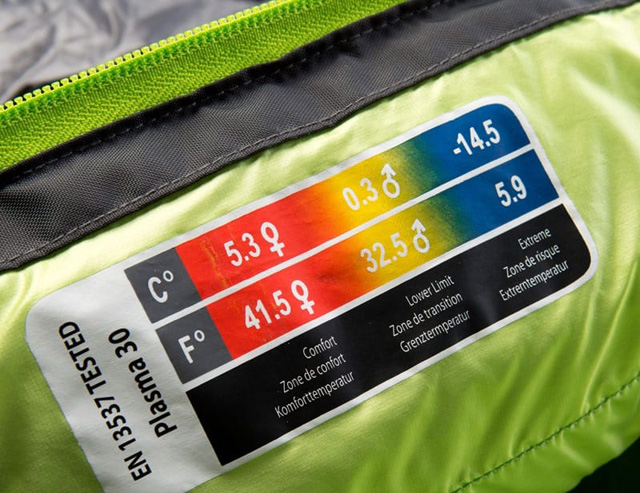 EN 13537 TESTED
Plasma 30
C° 5.3♀ 0.3♂ -14.5
F° 41.5♀ 32.5♂ 5.9
Comfort
Zone de confort
Komforttemperatur
Lower Limit
Zone de transition
Grenztermperatur
Extreme
Zone de risque
Extremtemperatur